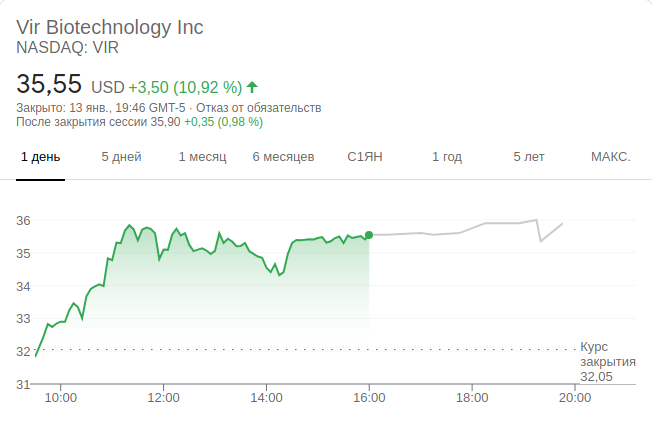 Vir Biotechnology Inc
NASDAQ: VIR
35,55 USD +3,50 (10,92 %)
Закрыто: 13 янв., 19:46 GMT-5 · Отказ от обязательств
После закрытия сессии 35,90 +0,35 (0,98 %)
1 день 5 дней 1 месяц 6 месяцев С1ЯН 1 год 5 лет МАКС.
36
35
34
33
32
31
Курс
закрытия
32,05
10:00 12:00 14:00 16:00 18:00 20:00